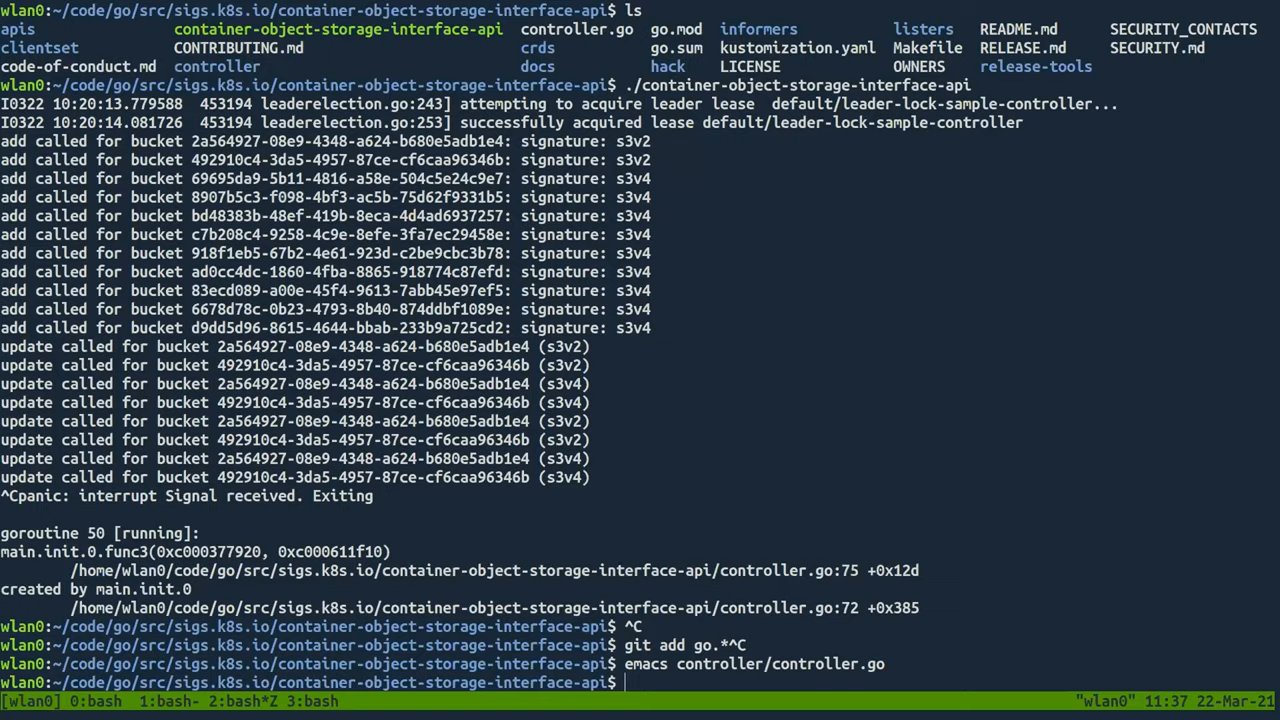 wlan0:~/code/go/src/sigs.k8s.io/container-object-storage-interface-api$ ls
apis container-object-storage-interface-api controller.go go.mod informers listers README.md SECURITY_CONTACTS
clientset CONTRIBUTING.md crds go.sum kustomization.yaml Makefile RELEASE.md SECURITY.md
code-of-conduct.md controller docs hack LICENSE OWNERS release-tools
wlan0:~/code/go/src/sigs.k8s.io/container-object-storage-interface-api$ ./container-object-storage-interface-api
I0322 10:20:13.779588  453194 leaderelection.go:243] attempting to acquire leader lease  default/leader-lock-sample-controller...
I0322 10:20:14.081726  453194 leaderelection.go:253] successfully acquired lease default/leader-lock-sample-controller
add called for bucket 2a564927-08e9-4348-a624-b680e5adb1e4: signature: s3v2
add called for bucket 492910c4-3da5-4957-87ce-cf6caa96346b: signature: s3v2
add called for bucket 69695da9-5b11-4816-a58e-504c5e24c9e7: signature: s3v4
add called for bucket 8907b5c3-f098-4bf3-ac5b-75d62f9331b5: signature: s3v4
add called for bucket bd48383b-48ef-419b-8eca-4d4ad6937257: signature: s3v4
add called for bucket c7b208c4-9258-4c9e-8efe-3fa7ec29458e: signature: s3v4
add called for bucket 918f1eb5-67b2-4e61-923d-c2be9cbc3b78: signature: s3v4
add called for bucket ad0cc4dc-1860-4fba-8865-918774c87efd: signature: s3v4
add called for bucket 83ecd089-a00e-45f4-9613-7abb45e97ef5: signature: s3v4
add called for bucket 6678d78c-0b23-4793-8b40-874ddbf1089e: signature: s3v4
add called for bucket d9dd5d96-8615-4644-bbab-233b9a725cd2: signature: s3v4
update called for bucket 2a564927-08e9-4348-a624-b680e5adb1e4 (s3v2)
update called for bucket 492910c4-3da5-4957-87ce-cf6caa96346b (s3v2)
update called for bucket 2a564927-08e9-4348-a624-b680e5adb1e4 (s3v4)
update called for bucket 492910c4-3da5-4957-87ce-cf6caa96346b (s3v4)
update called for bucket 2a564927-08e9-4348-a624-b680e5adb1e4 (s3v2)
update called for bucket 492910c4-3da5-4957-87ce-cf6caa96346b (s3v2)
update called for bucket 2a564927-08e9-4348-a624-b680e5adb1e4 (s3v4)
update called for bucket 492910c4-3da5-4957-87ce-cf6caa96346b (s3v4)
^Cpanic: interrupt Signal received. Exiting
goroutine 50 [running]:
main.init.0.func3(0xc000377920, 0xc000611f10)
/home/wlan0/code/go/src/sigs.k8s.io/container-object-storage-interface-api/controller.go:75 +0x12d
created by main.init.0
/home/wlan0/code/go/src/sigs.k8s.io/container-object-storage-interface-api/controller.go:72 +0x385
wlan0:~/code/go/src/sigs.k8s.io/container-object-storage-interface-api$ ^C
wlan0:~/code/go/src/sigs.k8s.io/container-object-storage-interface-api$ git add go.*^C
wlan0:~/code/go/src/sigs.k8s.io/container-object-storage-interface-api$ emacs controller/controller.go
wlan0:~/code/go/src/sigs.k8s.io/container-object-storage-interface-api$
[wlan0] 0:bash  1:bash- 2:bash*Z 3:bash "wlan0" 11:37 22-Mar-21